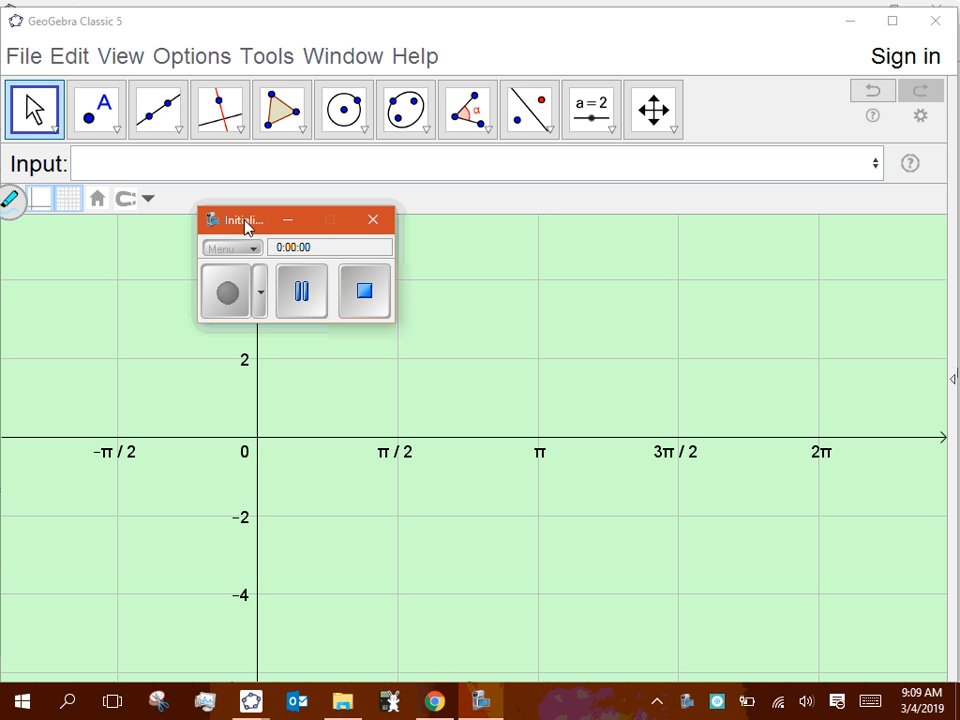 GeoGebra Classic 5
File Edit View Options Tools Window Help
Sign in
A
α
a=2
Input:
Initiali...
Menu
0:00:00
2
−π / 2
0
π / 2
π
3π / 2
2π
−2
−4
9:09 AM
3/4/2019